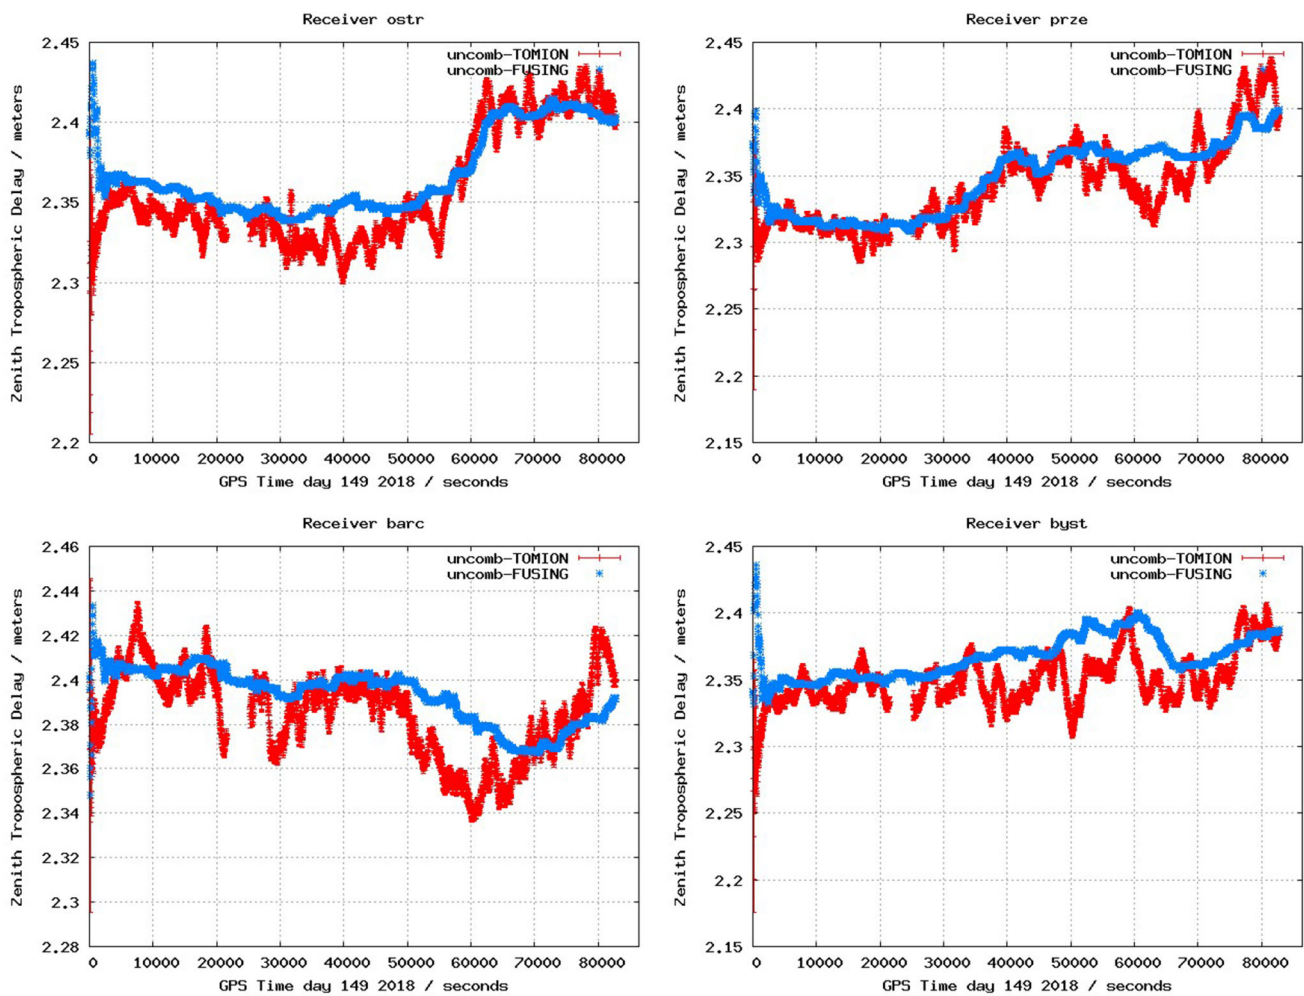 Receiver ostr
uncomb-TOMION
uncomb-FUSING
Zenith Tropospheric Delay / meters
2.45
2.4
2.35
2.3
2.25
2.2
0 10000 20000 30000 40000 50000 60000 70000 80000
GPS Time day 149 2018 / seconds
Receiver prze
uncomb-TOMION
uncomb-FUSING
Zenith Tropospheric Delay / meters
2.45
2.4
2.35
2.3
2.25
2.2
2.15
0 10000 20000 30000 40000 50000 60000 70000 80000
GPS Time day 149 2018 / seconds
Receiver barc
uncomb-TOMION
uncomb-FUSING
Zenith Tropospheric Delay / meters
2.46
2.44
2.42
2.4
2.38
2.36
2.34
2.32
2.3
2.28
0 10000 20000 30000 40000 50000 60000 70000 80000
GPS Time day 149 2018 / seconds
Receiver byst
uncomb-TOMION
uncomb-FUSING
Zenith Tropospheric Delay / meters
2.45
2.4
2.35
2.3
2.25
2.2
2.15
0 10000 20000 30000 40000 50000 60000 70000 80000
GPS Time day 149 2018 / seconds